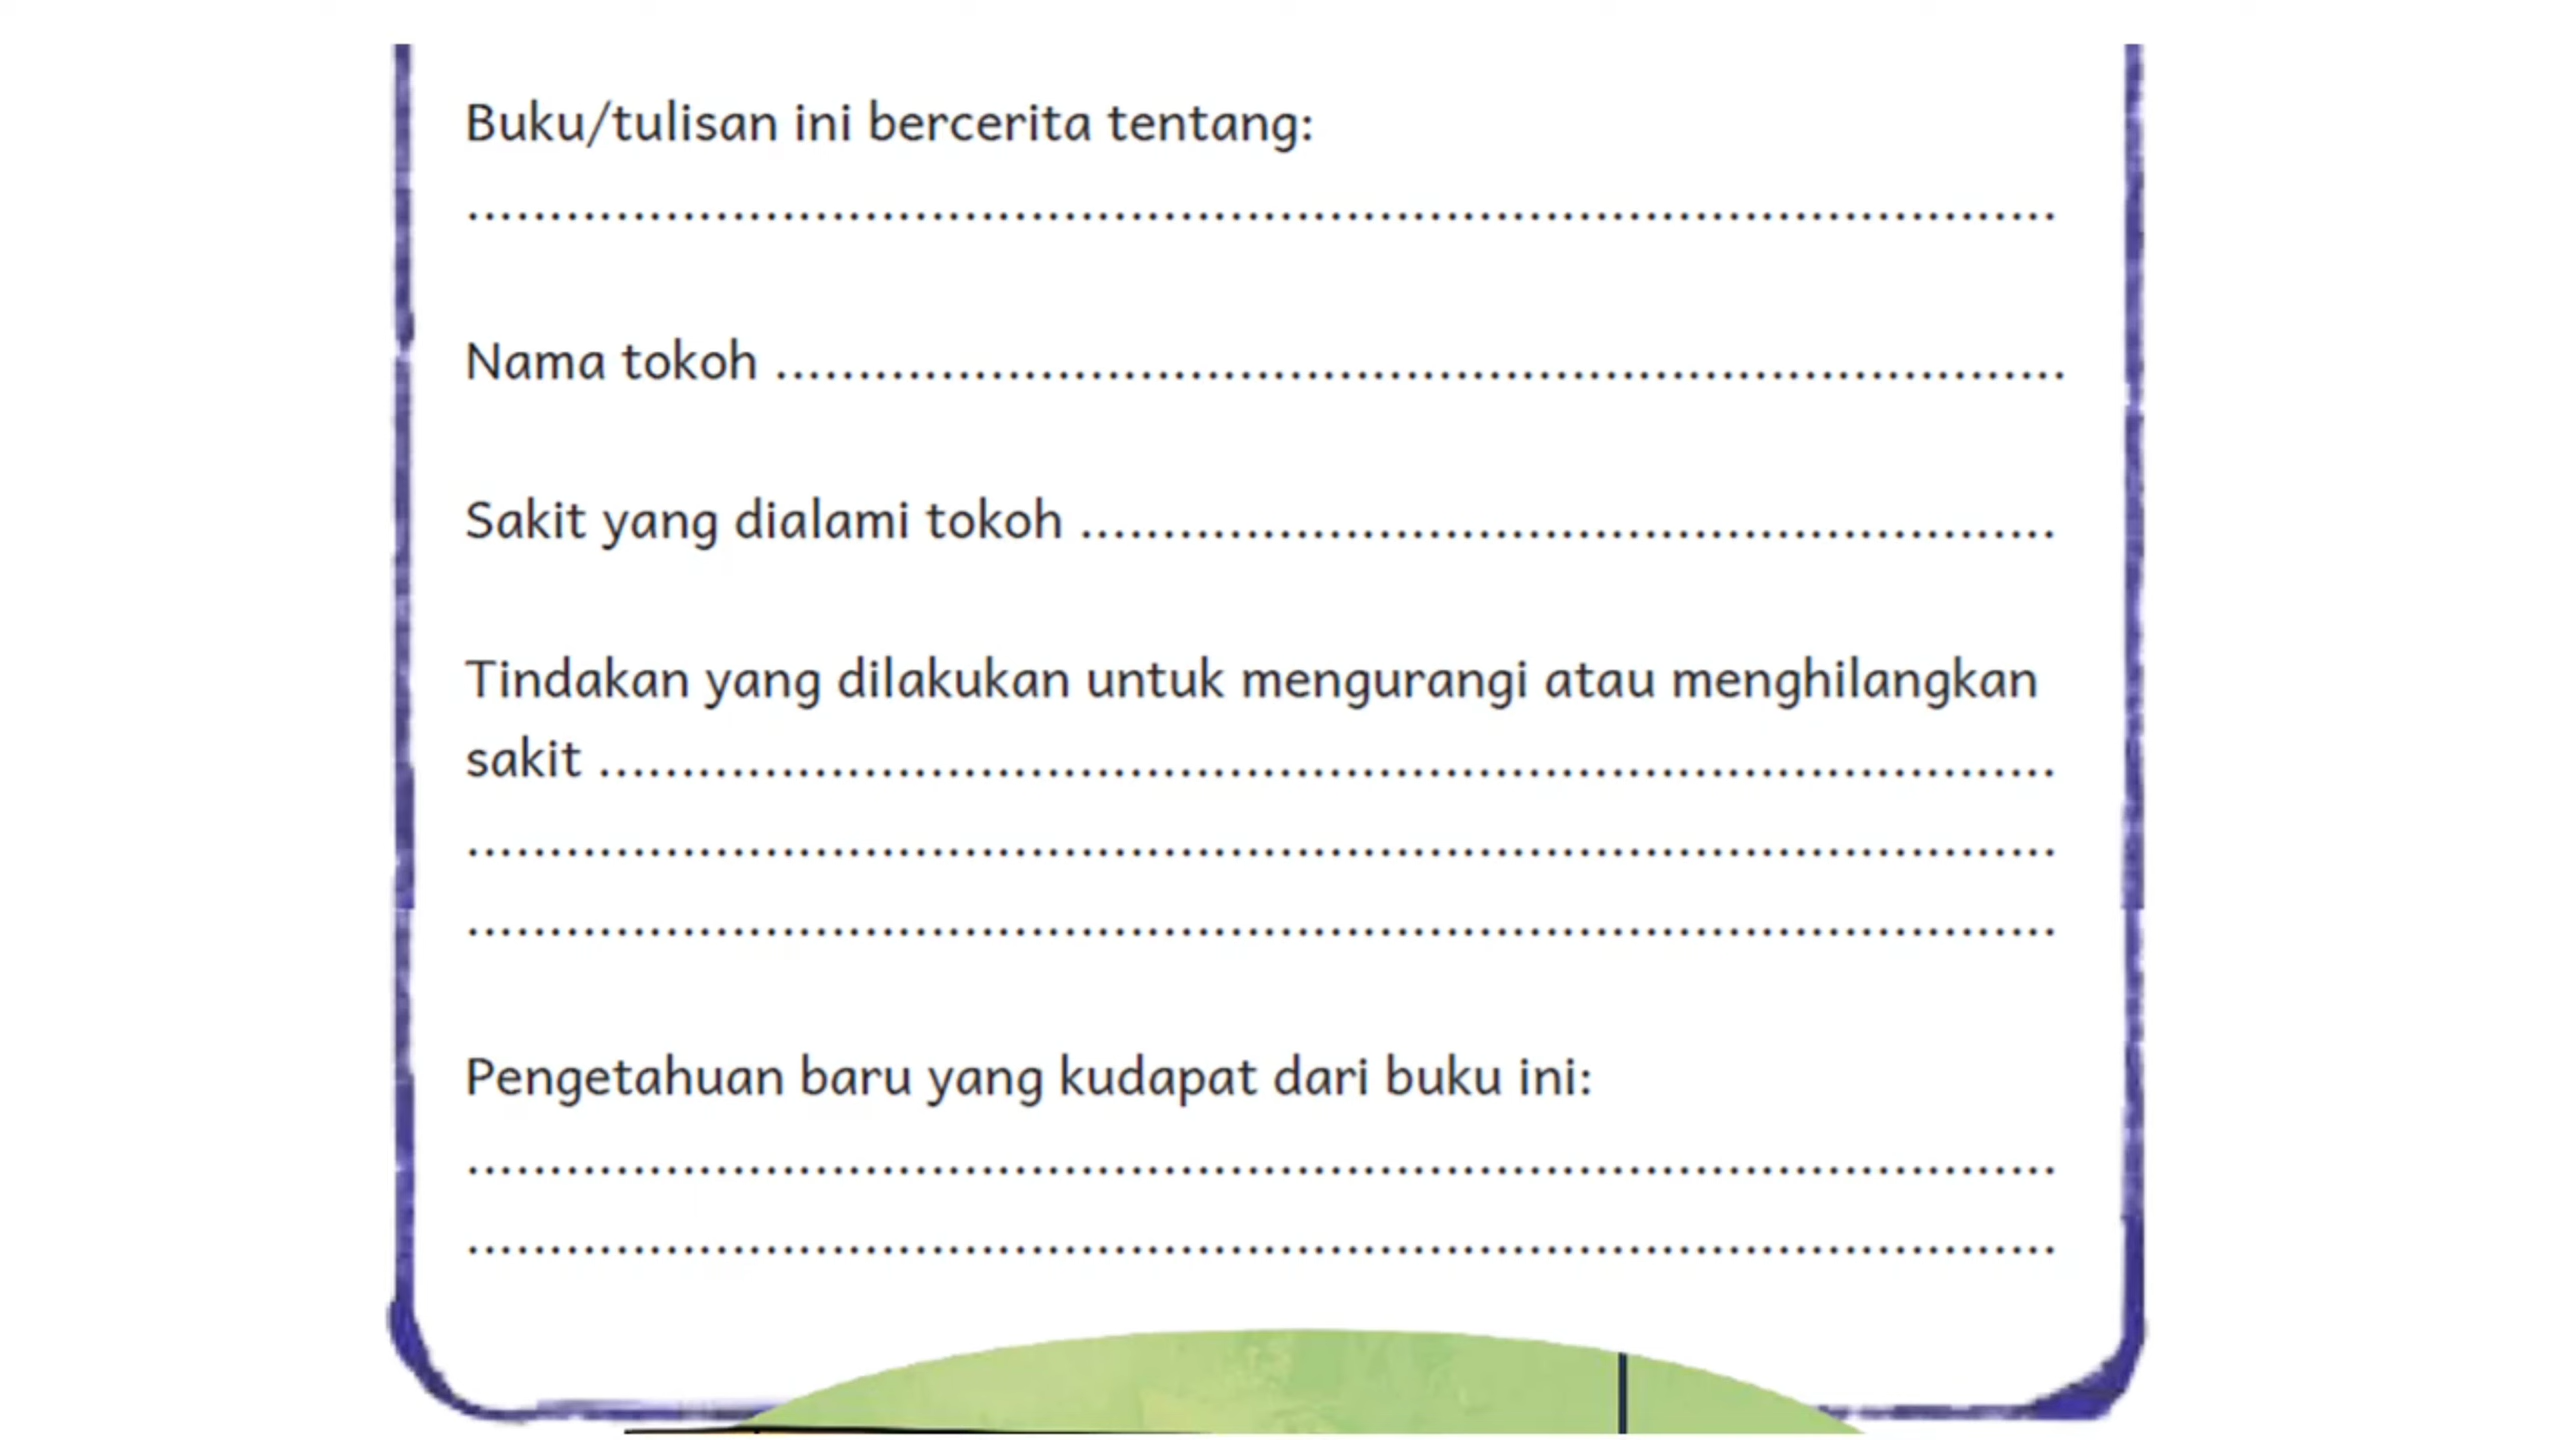 Buku/tulisan ini bercerita tentang:
................................................................................................
Nama tokoh ..............................................................................
Sakit yang dialami tokoh ...........................................................
Tindakan yang dilakukan untuk mengurangi atau menghilangkan
sakit ........................................................................................
................................................................................................
................................................................................................
Pengetahuan baru yang kudapat dari buku ini:
................................................................................................
................................................................................................